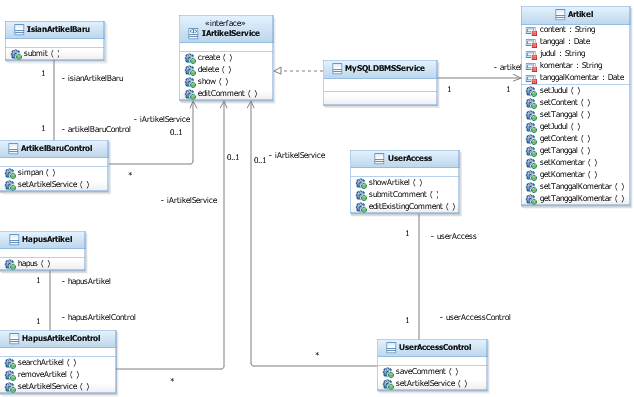 IsianArtikelBaru
submit ( )
1
- isianArtikelBaru
1
- artikelBaruControl
ArtikelBaruControl
simpan ( )
setArtikelService ( )
*
- iArtikelService
0..1
«interface»
IArtikelService
create ( )
delete ( )
show ( )
editComment ( )
MySQLDBMSService
1
- artikel
1
Artikel
content : String
tanggal : Date
judul : String
komentar : String
tanggalKomentar : Date
setJudul ( )
setContent ( )
setTanggal ( )
getJudul ( )
getContent ( )
getTanggal ( )
setKomentar ( )
getKomentar ( )
setTanggalKomentar ( )
getTanggalKomentar ( )
0..1
- iArtikelService
0..1
- iArtikelService
UserAccess
showArtikel ( )
submitComment ( )
editExistingComment ( )
1
- userAccess
1
- userAccessControl
UserAccessControl
saveComment ( )
setArtikelService ( )
*
HapusArtikel
hapus ( )
1
- hapusArtikel
1
- hapusArtikelControl
HapusArtikelControl
searchArtikel ( )
removeArtikel ( )
setArtikelService ( )
*